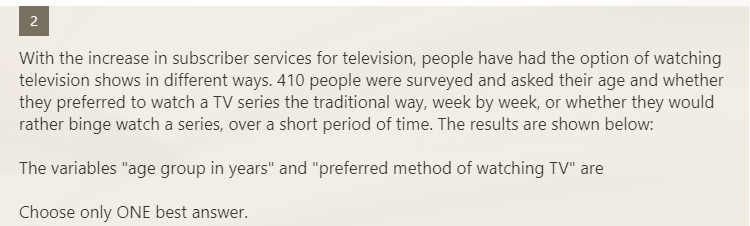 2
With the increase in subscriber services for television, people have had the option of watching
television shows in different ways. 410 people were surveyed and asked their age and whether
they preferred to watch a TV series the traditional way, week by week, or whether they would
rather binge watch a series, over a short period of time. The results are shown below:
The variables "age group in years" and "preferred method of watching TV" are
Choose only ONE best answer.